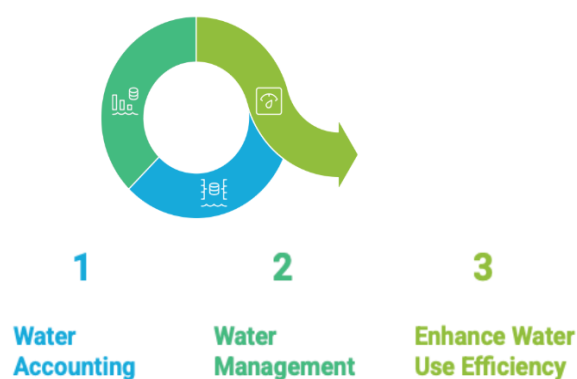 1
2
3
Water
Accounting
Water
Management
Enhance Water
Use Efficiency